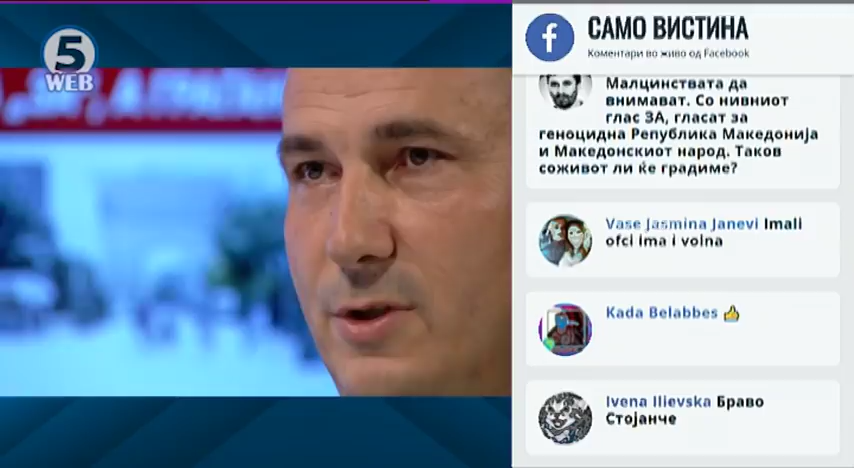 5
WEB
САМО ВИСТИНА
Коментари во живо од Facebook
Малцинствата да
внимават. Со нивниот
глас ЗА, гласат за
геноцидна Република Македонија
и Македонскиот народ. Таков
соживот ли ќе градиме?
Vase Jasmina Janevi Imali
ofci ima i volna
Kada Belabbes 👍
Ivena Ilievska Браво
Стојанче